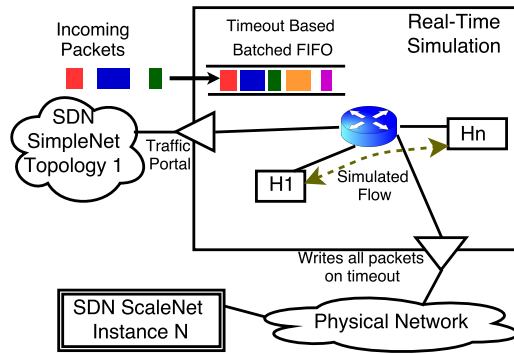 Incoming
Packets
Timeout Based
Batched FIFO
Real-Time
Simulation
SDN
SimpleNet
Topology 1
Traffic
Portal
Hn
H1
Simulated
Flow
Writes all packets
on timeout
SDN ScaleNet
Instance N
Physical Network